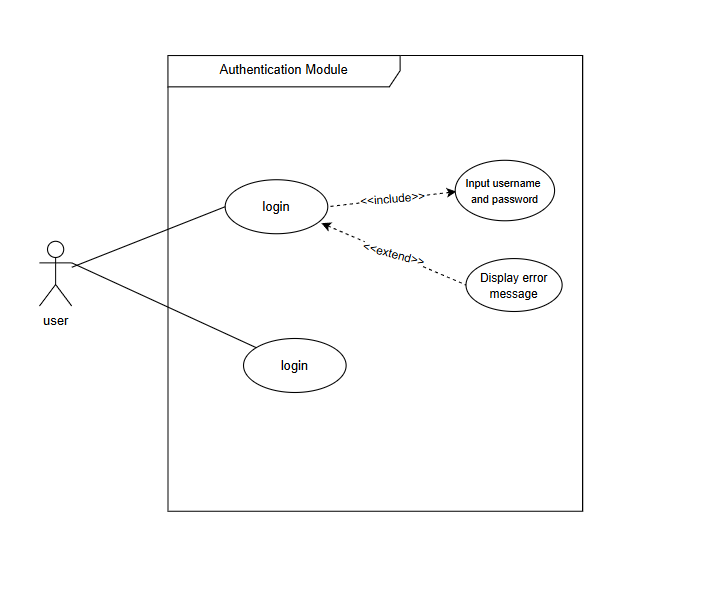 Authentication Module
login
<<include>>
Input username
and password
<<extend>>
Display error
message
user
login